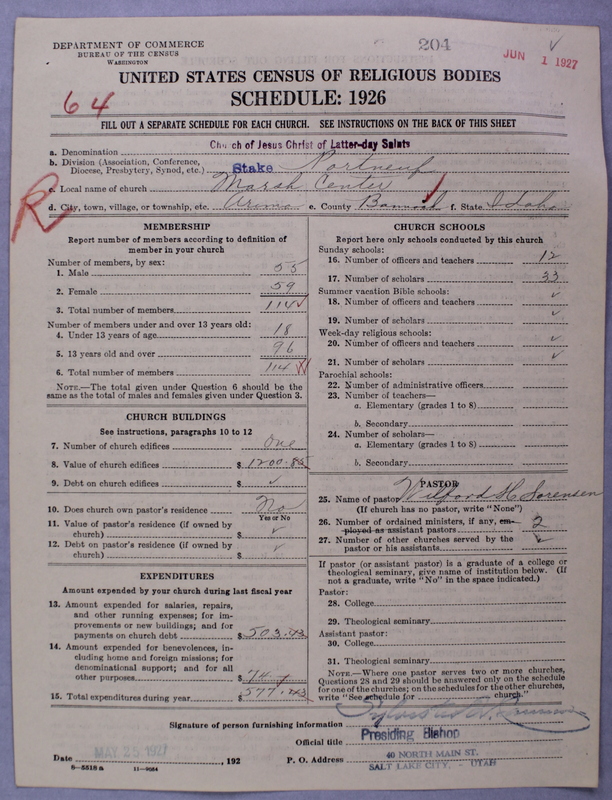 DEPARTMENT OF COMMERCE
BUREAU OF THE CENSUS
WASHINGTON
204
JUN 1 1927
UNITED STATES CENSUS OF RELIGIOUS BODIES
64
SCHEDULE: 1926
FILL OUT A SEPARATE SCHEDULE FOR EACH CHURCH. SEE INSTRUCTIONS ON THE BACK OF THIS SHEET
a. Denomination Church of Jesus Christ of Latter-day Saints
b. Division (Association, Conference, Diocese, Presbytery, Synod, etc.) Stake Portneuf
R
c. Local name of church Marsh Center
d. City, town, village, or township, etc. Arimo e. County Bannock f. State Idaho
MEMBERSHIP
Report number of members according to definition of member in your church
Number of members, by sex:
1. Male 55
2. Female 59
3. Total number of members 114
Number of members under and over 13 years old:
4. Under 13 years of age 18
5. 13 years old and over 96
6. Total number of members 114
NOTE.—The total given under Question 6 should be the same as the total of males and females given under Question 3.
CHURCH BUILDINGS
See instructions, paragraphs 10 to 12
7. Number of church edifices One
8. Value of church edifices $ 1200.85
9. Debt on church edifices $ ✓
10. Does church own pastor's residence? No
Yes or No
11. Value of pastor's residence (if owned by church) $ ✓
12. Debt on pastor's residence (if owned by church) $ ✓
EXPENDITURES
Amount expended by your church during last fiscal year
13. Amount expended for salaries, repairs, and other running expenses; for improvements or new buildings; and for payments on church debt $ 503.43
14. Amount expended for benevolences, including home and foreign missions; for denominational support; and for all other purposes 74.
15. Total expenditures during year $ 577.43
CHURCH SCHOOLS
Report here only schools conducted by this church
Sunday schools:
16. Number of officers and teachers 12
17. Number of scholars 33
Summer vacation Bible schools:
18. Number of officers and teachers ✓
19. Number of scholars ✓
Week-day religious schools:
20. Number of officers and teachers ✓
21. Number of scholars ✓
Parochial schools:
22. Number of administrative officers
23. Number of teachers—
a. Elementary (grades 1 to 8)
b. Secondary
24. Number of scholars—
a. Elementary (grades 1 to 8)
b. Secondary
PASTOR
25. Name of pastor Wilford H. Sorensen
(If church has no pastor, write "None")
26. Number of ordained ministers, if any, employed as assistant pastors 2
27. Number of other churches served by the pastor or his assistants ✓
If pastor (or assistant pastor) is a graduate of a college or theological seminary, give name of institution below. (If not a graduate, write "No" in the space indicated.)
Pastor:
28. College
29. Theological seminary
Assistant pastor:
30. College
31. Theological seminary
NOTE.—Where one pastor serves two or more churches, Questions 28 and 29 should be answered only on the schedule for one of the churches; on the schedules for the other churches, write "See schedule for church."
Signature of person furnishing information
Official title Presiding Bishop
Date MAY 25 1927, 192 P. O. Address 40 NORTH MAIN ST.
SALT LAKE CITY, - UTAH
8—5518 a 11—9034